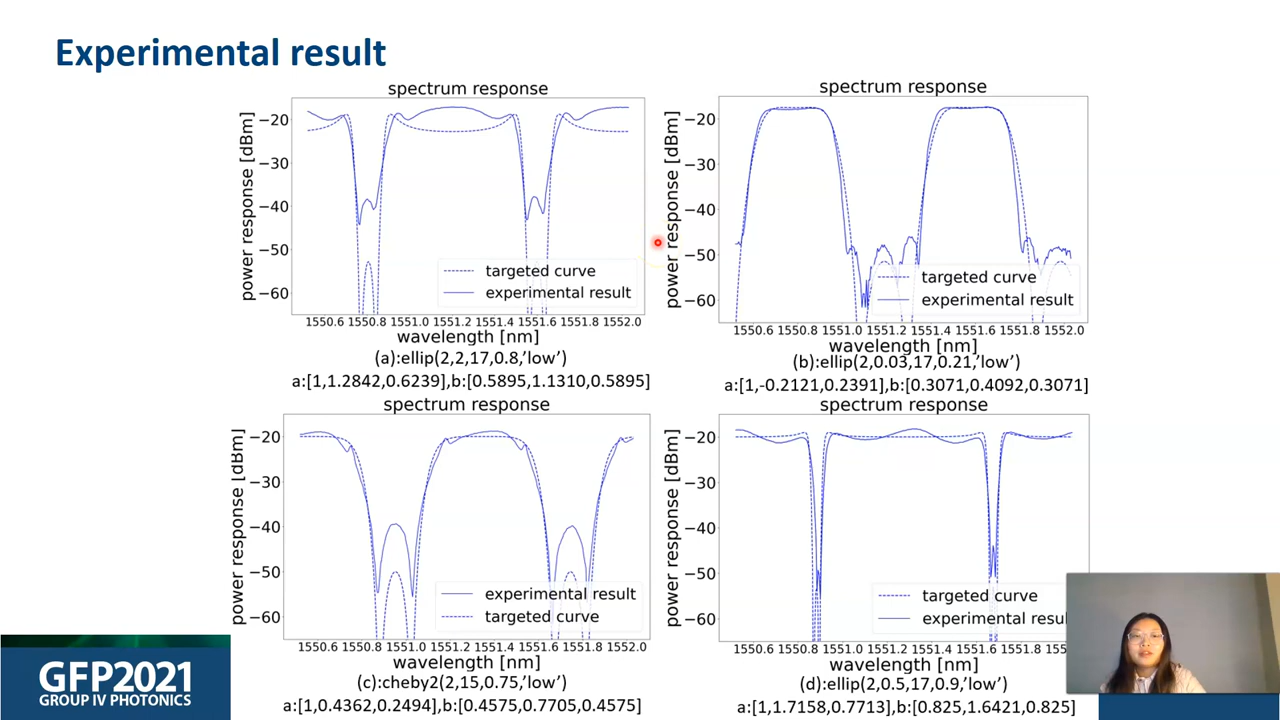 Experimental result
spectrum response
power response [dBm]
−20
−30
−40
−50
−60
targeted curve
experimental result
1550.6 1550.8 1551.0 1551.2 1551.4 1551.6 1551.8 1552.0
wavelength [nm]
(a):ellip(2,2,17,0.8,’low’)
a:[1,1.2842,0.6239],b:[0.5895,1.1310,0.5895]
spectrum response
power response [dBm]
−20
−30
−40
−50
−60
targeted curve
experimental result
1550.6 1550.8 1551.0 1551.2 1551.4 1551.6 1551.8 1552.0
wavelength [nm]
(b):ellip(2,0.03,17,0.21,’low’)
a:[1,-0.2121,0.2391],b:[0.3071,0.4092,0.3071]
spectrum response
power response [dBm]
−20
−30
−40
−50
−60
experimental result
targeted curve
1550.6 1550.8 1551.0 1551.2 1551.4 1551.6 1551.8 1552.0
wavelength [nm]
(c):cheby2(2,15,0.75,’low’)
a:[1,0.4362,0.2494],b:[0.4575,0.7705,0.4575]
spectrum response
power response [dBm]
−20
−30
−40
−50
−60
targeted curve
experimental resu
1550.6 1550.8 1551.0 1551.2 1551.4 1551.6 1551.8 155
wavelength [nm]
(d):ellip(2,0.5,17,0.9,’low’)
a:[1,1.7158,0.7713],b:[0.825,1.6421,0.825]
GFP2021
GROUP IV PHOTONICS